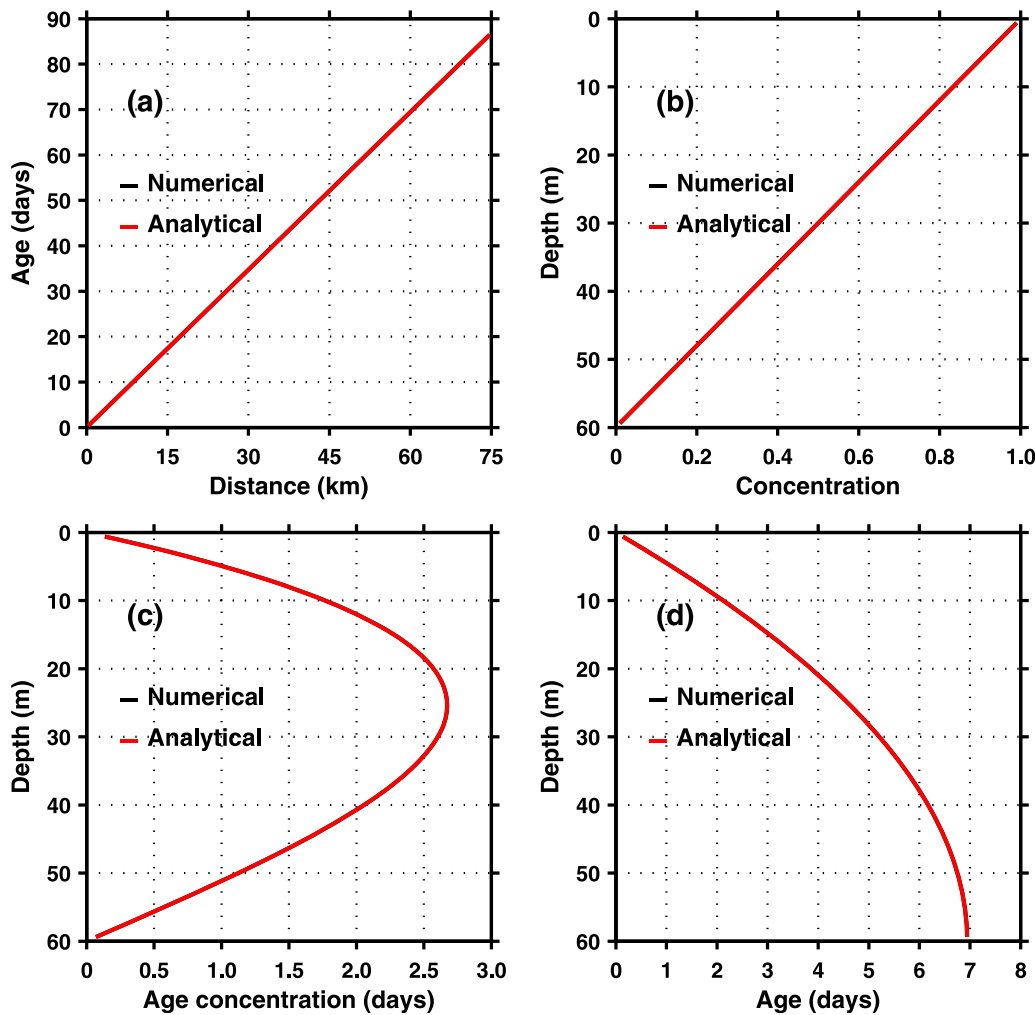 90
80
70
60
50
40
30
20
10
0
Age (days)
(a)
Numerical
Analytical
0 15 30 45 60 75
Distance (km)
0
10
20
30
40
50
60
Depth (m)
(b)
Numerical
Analytical
0 0.2 0.4 0.6 0.8 1.0
Concentration
0
10
20
30
40
50
60
Depth (m)
(c)
Numerical
Analytical
0 0.5 1.0 1.5 2.0 2.5 3.0
Age concentration (days)
0
10
20
30
40
50
60
Depth (m)
(d)
Numerical
Analytical
0 1 2 3 4 5 6 7 8
Age (days)